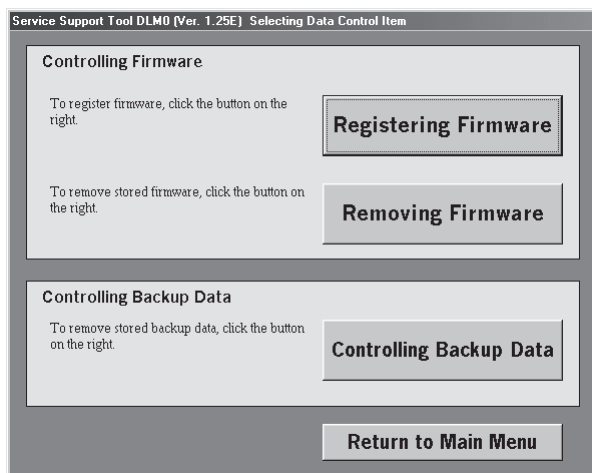 Service Support Tool DLM0 (Ver. 1.25E) Selecting Data Control Item
Controlling Firmware
To register firmware, click the button on the
right.
Registering Firmware
To remove stored firmware, click the button on
the right.
Removing Firmware
Controlling Backup Data
To remove stored backup data, click the button
on the right.
Controlling Backup Data
Return to Main Menu